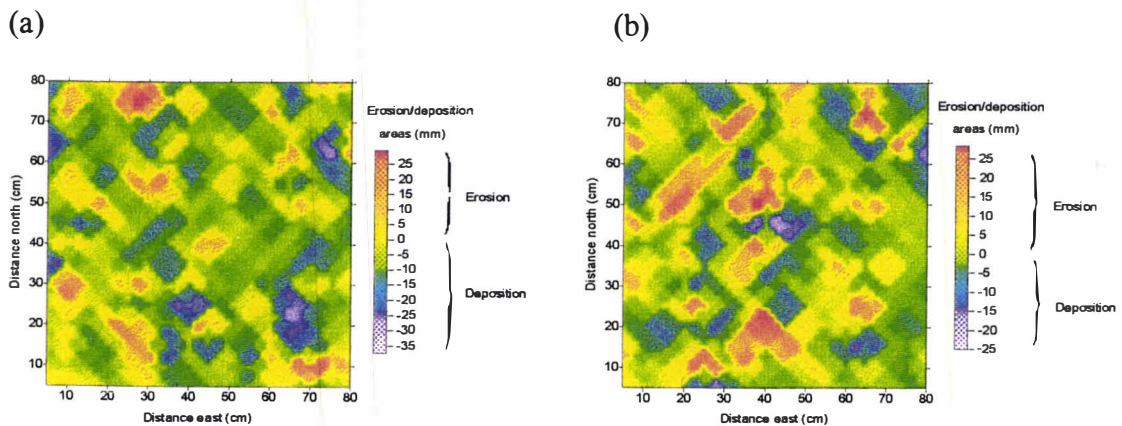 (a)
80
70
60
50
40
30
20
10
Distance north (cm)
10 20 30 40 50 60 70 80
Distance east (cm)
Erosion/deposition
areas (mm)
25
20
15
10
5
0
-5
-10
-15
-20
-25
-30
-35
Erosion
Deposition
(b)
80
70
60
50
40
30
20
10
Distance north (cm)
10 20 30 40 50 60 70 80
Distance east (cm)
Erosion/deposition
areas (mm)
25
20
15
10
5
0
-5
-10
-15
-20
-25
Erosion
Deposition